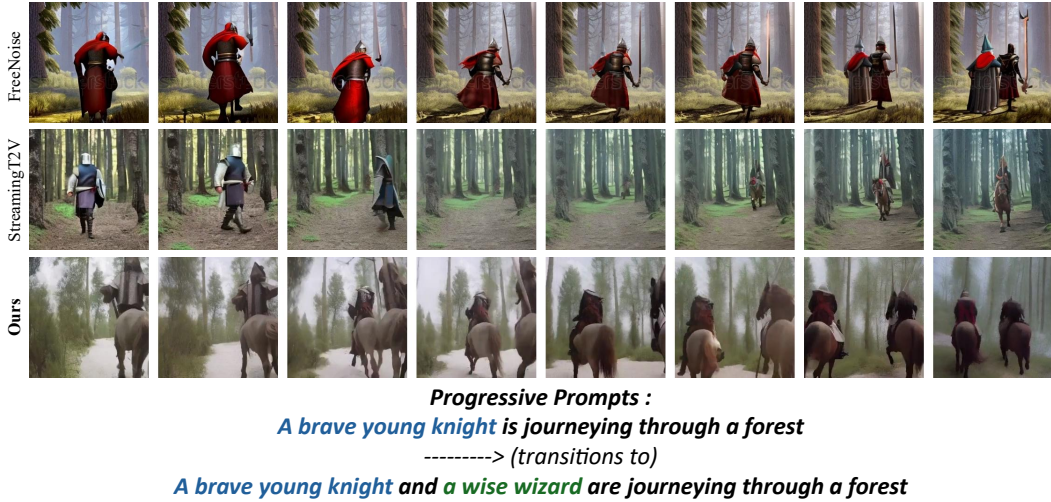 FreeNoise
StreamingT2V
Ours
Progressive Prompts :
A brave young knight is journeying through a forest
---------> (transitions to)
A brave young knight and a wise wizard are journeying through a forest